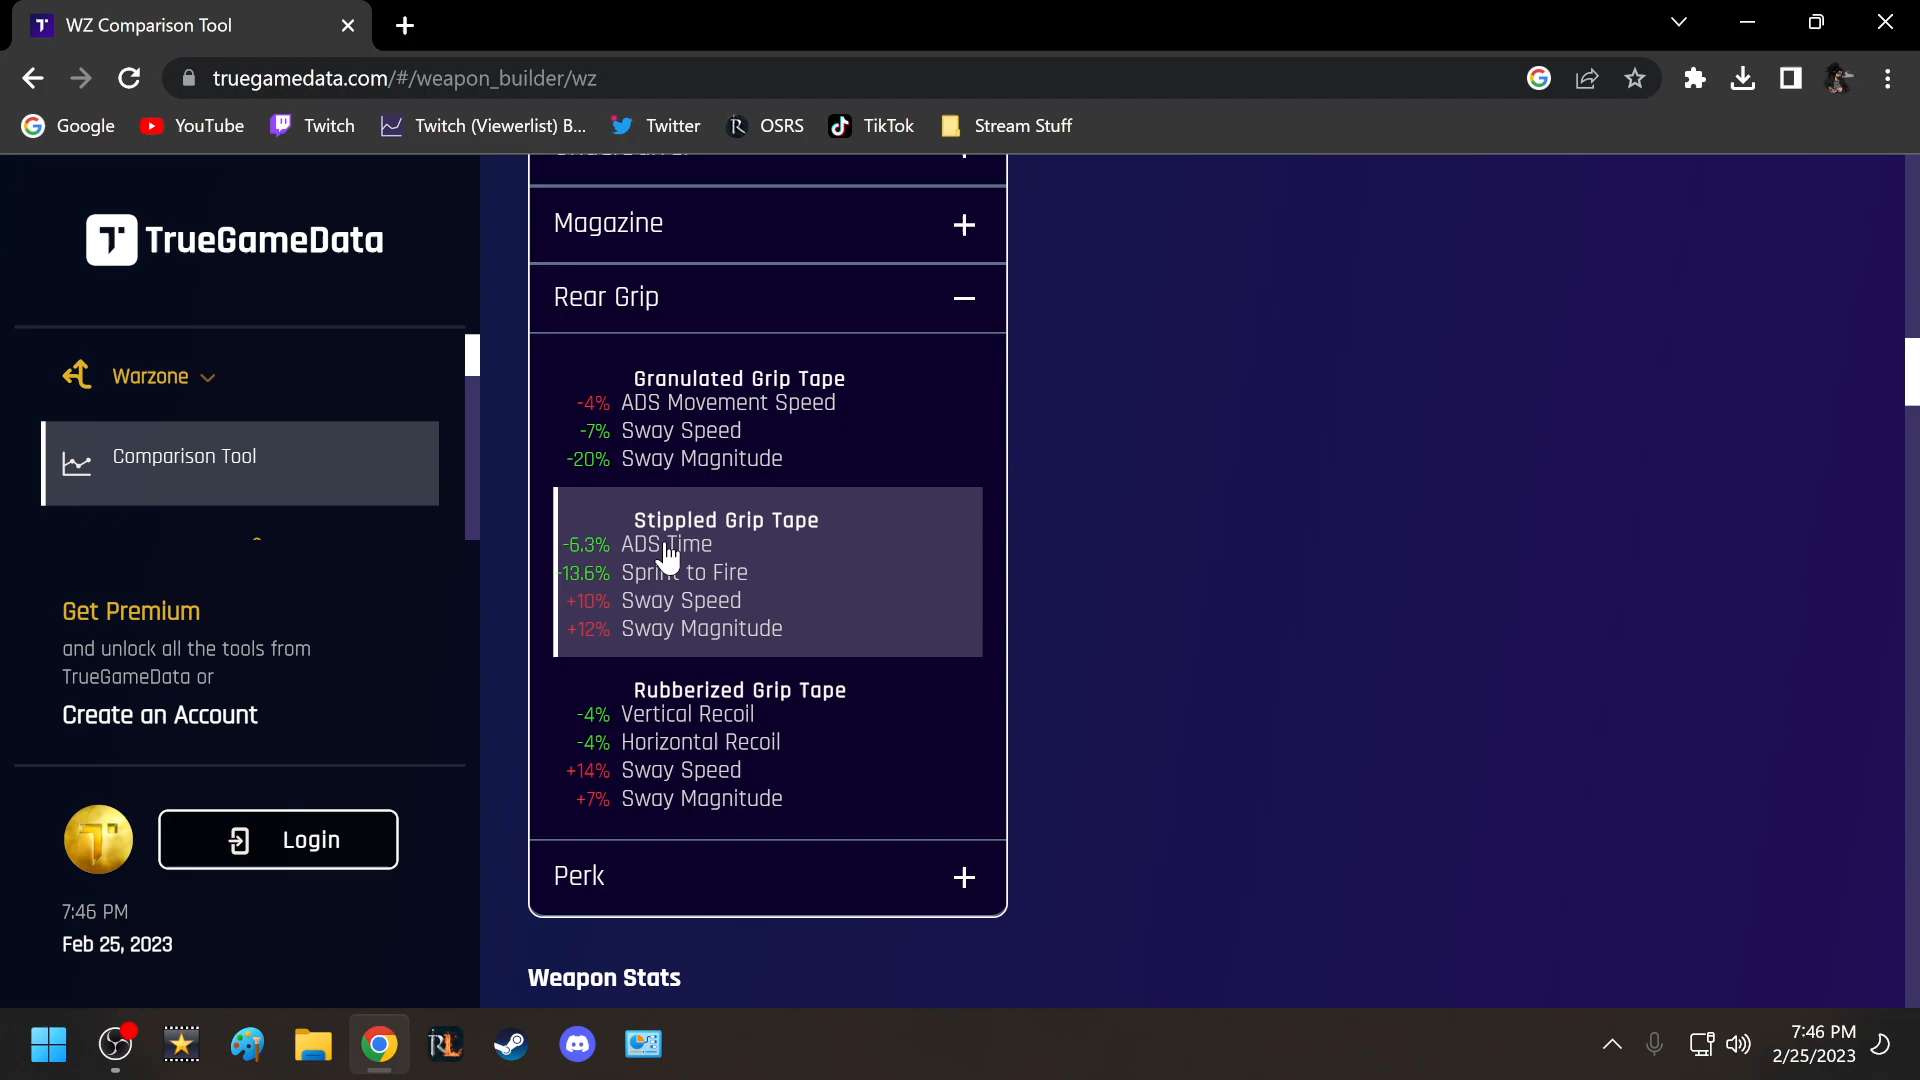 WZ Comparison Tool
truegamedata.com/#/weapon_builder/wz
Google YouTube Twitch Twitch (Viewerlist) B... Twitter OSRS TikTok Stream Stuff
TrueGameData
Warzone
Comparison Tool
Get Premium
and unlock all the tools from
TrueGameData or
Create an Account
Login
7:46 PM
Feb 25, 2023
Magazine +
Rear Grip −
Granulated Grip Tape
-4% ADS Movement Speed
-7% Sway Speed
-20% Sway Magnitude
Stippled Grip Tape
-6.3% ADS Time
-13.6% Sprint to Fire
+10% Sway Speed
+12% Sway Magnitude
Rubberized Grip Tape
-4% Vertical Recoil
-4% Horizontal Recoil
+14% Sway Speed
+7% Sway Magnitude
Perk +
Weapon Stats
7:46 PM
2/25/2023